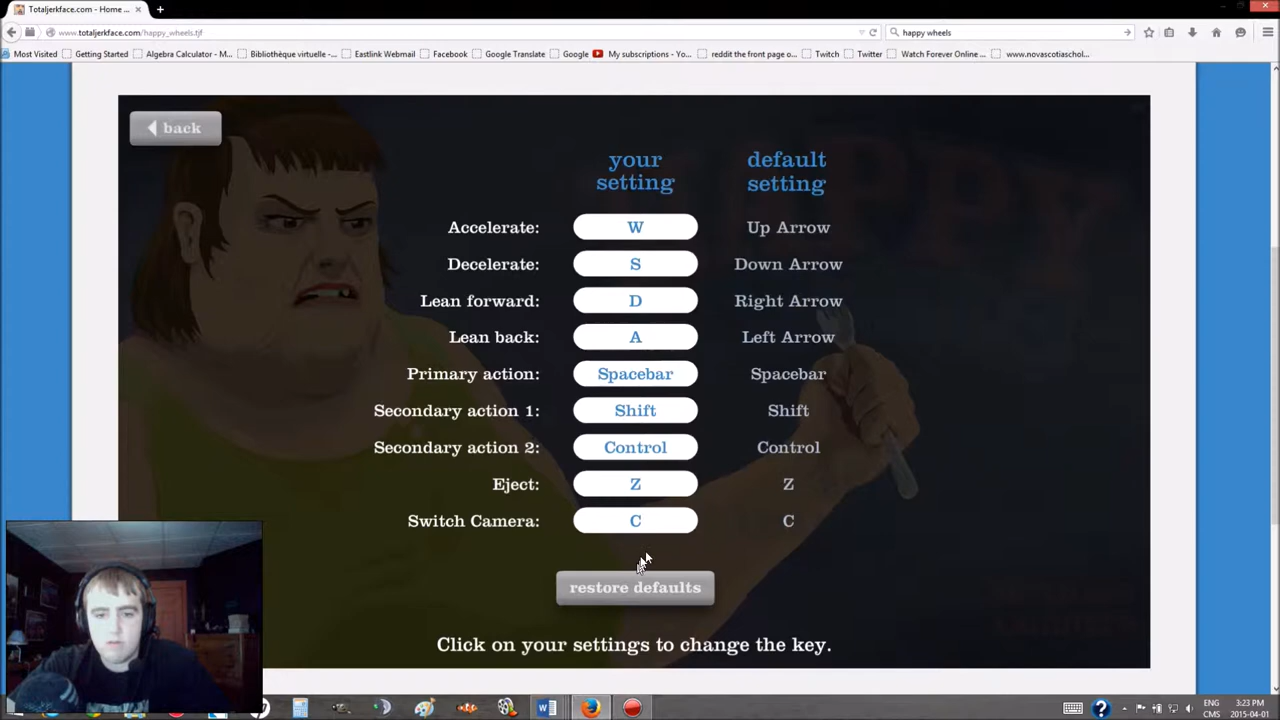 Totaljerkface.com - Home ...
www.totaljerkface.com/happy_wheels.tjf
happy wheels
Most Visited Getting Started Algebra Calculator - M... Bibliothèque virtuelle -... Eastlink Webmail Facebook Google Translate Google My subscriptions - Yo... reddit the front page o... Twitch Twitter Watch Forever Online ... www.novascotiaschol...
back
your setting
default setting
Accelerate: W Up Arrow
Decelerate: S Down Arrow
Lean forward: D Right Arrow
Lean back: A Left Arrow
Primary action: Spacebar Spacebar
Secondary action 1: Shift Shift
Secondary action 2: Control Control
Eject: Z Z
Switch Camera: C C
restore defaults
Click on your settings to change the key.
ENG 3:23 PM
CMS 2015-04-01